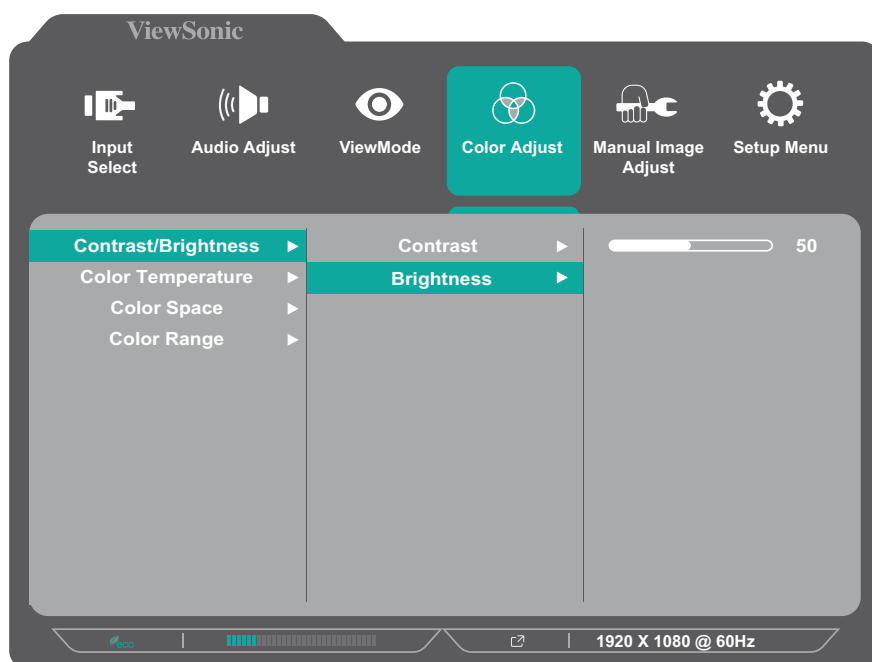 ViewSonic
Input
Select
Audio Adjust
ViewMode
Color Adjust
Manual Image
Adjust
Setup Menu
Contrast/Brightness
Contrast
50
Color Temperature
Brightness
Color Space
Color Range
eco
1920 X 1080 @ 60Hz